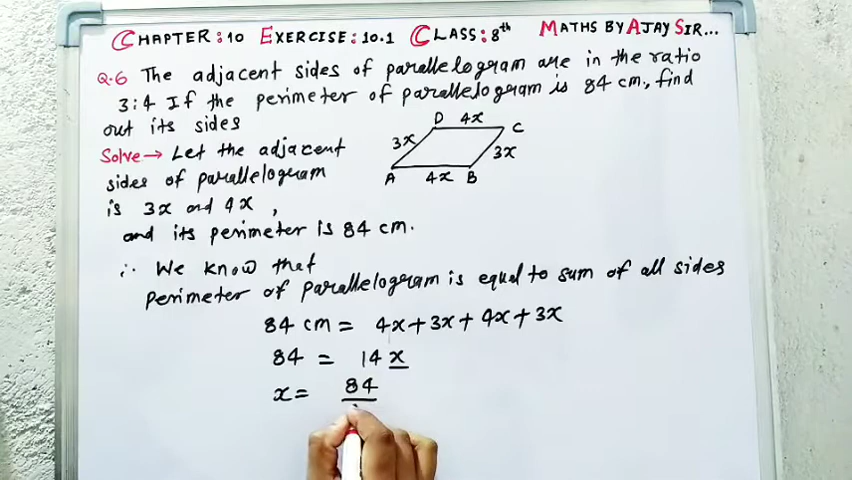 CHAPTER:10 EXERCISE:10.1 CLASS:8th MATHS BY AJAY SIR...
Q.6 The adjacent sides of parallelogram are in the ratio
3:4 If the perimeter of parallelogram is 84 cm, find
out its sides
D 4x C
3x 3x
A 4x B
Solve→ Let the adjacent
sides of parallelogram
is 3x and 4x,
and its perimeter is 84 cm.
∴ We know that
perimeter of parallelogram is equal to sum of all sides
84 cm = 4x+3x+4x+3x
84 = 14x
x = 84